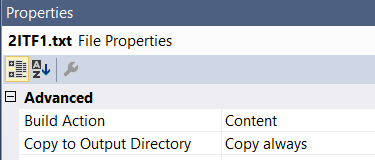 Properties
2ITF1.txt File Properties
Advanced
Build Action Content
Copy to Output Directory Copy always